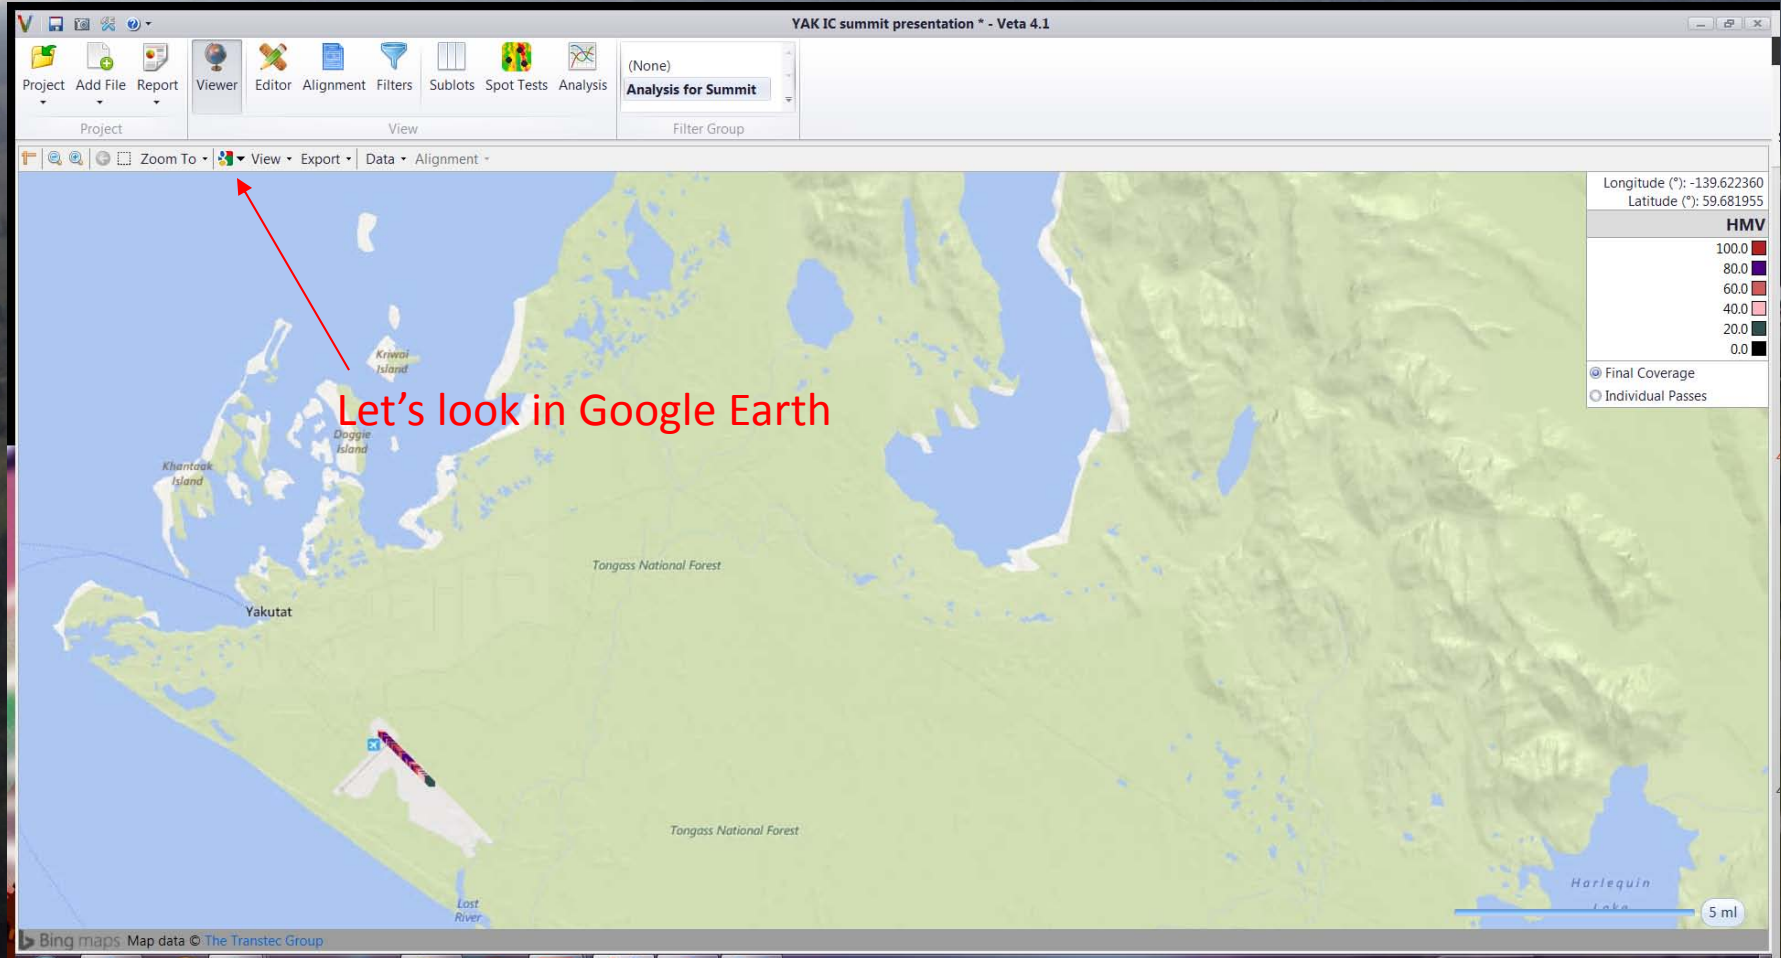 YAK IC summit presentation * - Veta 4.1
Project
Add File
Report
Viewer
Editor
Alignment
Filters
Sublots
Spot Tests
Analysis
(None)
Analysis for Summit
Project
View
Filter Group
Zoom To
View
Export
Data
Alignment
Longitude (°): -139.622360
Latitude (°): 59.681955
HMV
100.0
80.0
60.0
40.0
20.0
0.0
Final Coverage
Individual Passes
Kriwoi
Island
Let’s look in Google Earth
Doggie
Island
Khantaak
Island
Tongass National Forest
Yakutat
Tongass National Forest
Harlequin
Lake
Lost
River
5 ml
Bing maps Map data © The Transtec Group